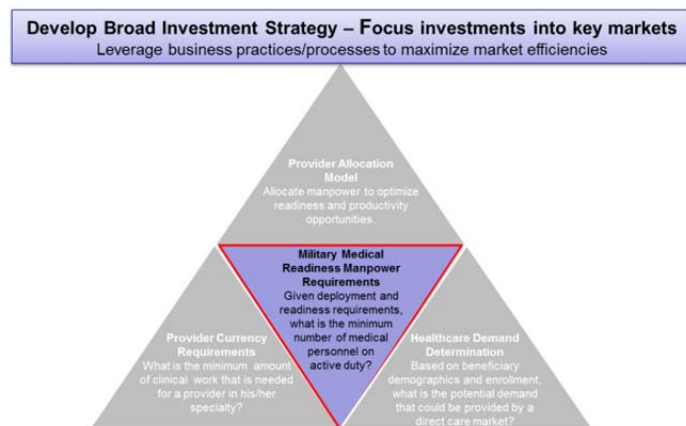 Develop Broad Investment Strategy – Focus investments into key markets
Leverage business practices/processes to maximize market efficiencies
Provider Allocation
Model
Allocate manpower to optimize
readiness and productivity
opportunities.
Military Medical
Readiness Manpower
Requirements
Given deployment and
readiness requirements,
what is the minimum
number of medical
personnel on
active duty?
Provider Currency
Requirements
What is the minimum amount
of clinical work that is needed
for a provider in his/her
specialty?
Healthcare Demand
Determination
Based on beneficiary
demographics and enrollment,
what is the potential demand
that could be provided by a
direct care market?